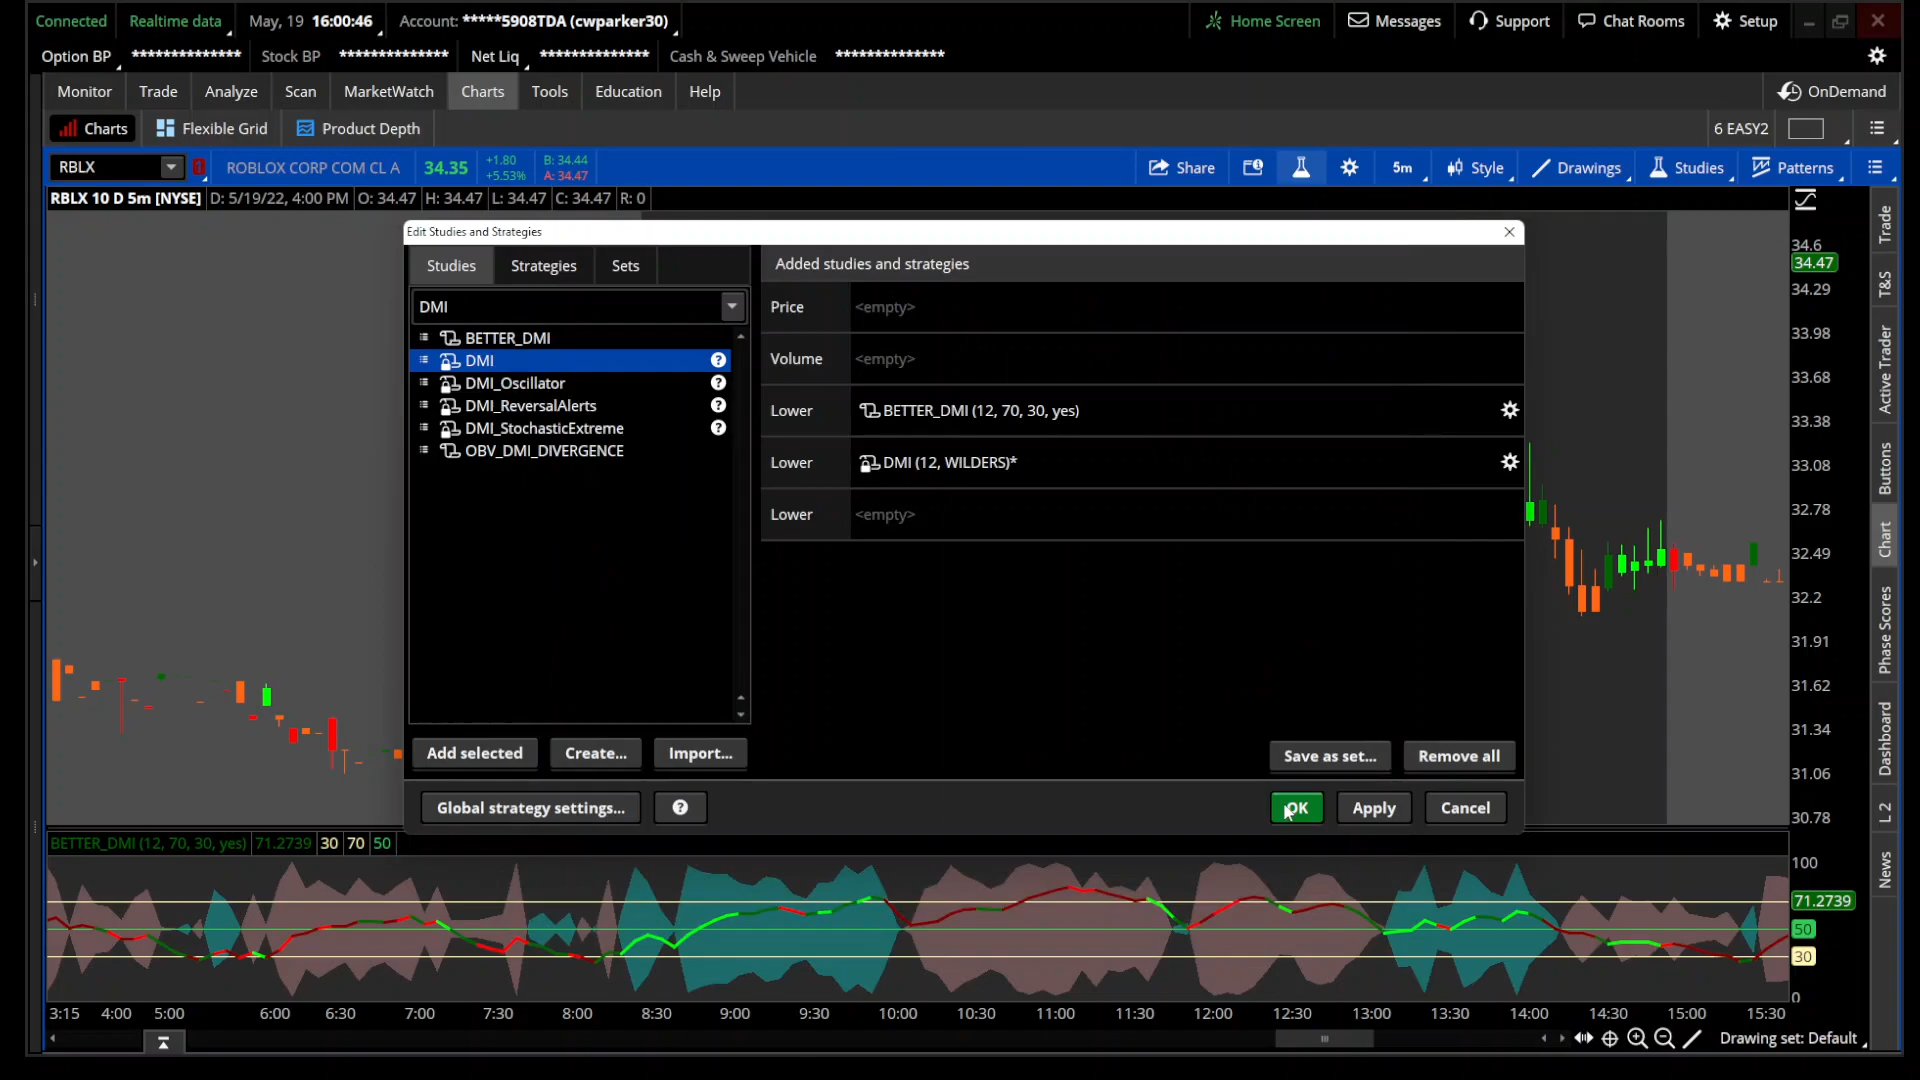 Connected Realtime data May, 19 16:00:46 Account: *****5908TDA (cwparker30) Home Screen Messages Support Chat Rooms Setup
Option BP ************** Stock BP ************** Net Liq ************** Cash & Sweep Vehicle **************
Monitor Trade Analyze Scan MarketWatch Charts Tools Education Help OnDemand
Charts Flexible Grid Product Depth 6 EASY2
RBLX 1 ROBLOX CORP COM CL A 34.35 +1.80 B: 34.44 Share 5m Style Drawings Studies Patterns
+5.53% A: 34.47
RBLX 10 D 5m [NYSE] D: 5/19/22, 4:00 PM O: 34.47 H: 34.47 L: 34.47 C: 34.47 R: 0
Edit Studies and Strategies
Studies Strategies Sets
DMI
BETTER_DMI
DMI ?
DMI_Oscillator ?
DMI_ReversalAlerts ?
DMI_StochasticExtreme ?
OBV_DMI_DIVERGENCE
Add selected Create... Import...
Added studies and strategies
Price <empty>
Volume <empty>
Lower BETTER_DMI (12, 70, 30, yes)
Lower DMI (12, WILDERS)*
Lower <empty>
Save as set... Remove all
Global strategy settings... ? OK Apply Cancel
34.6
34.47
34.29
33.98
33.68
33.38
33.08
32.78
32.49
32.2
31.91
31.62
31.34
31.06
30.78
Trade
T&S
Active Trader
Buttons
Chart
Phase Scores
Dashboard
L 2
News
BETTER_DMI (12, 70, 30, yes) 71.2739 30 70 50
100
71.2739
50
30
0
3:15 4:00 5:00 6:00 6:30 7:00 7:30 8:00 8:30 9:00 9:30 10:00 10:30 11:00 11:30 12:00 12:30 13:00 13:30 14:00 14:30 15:00 15:30
Drawing set: Default